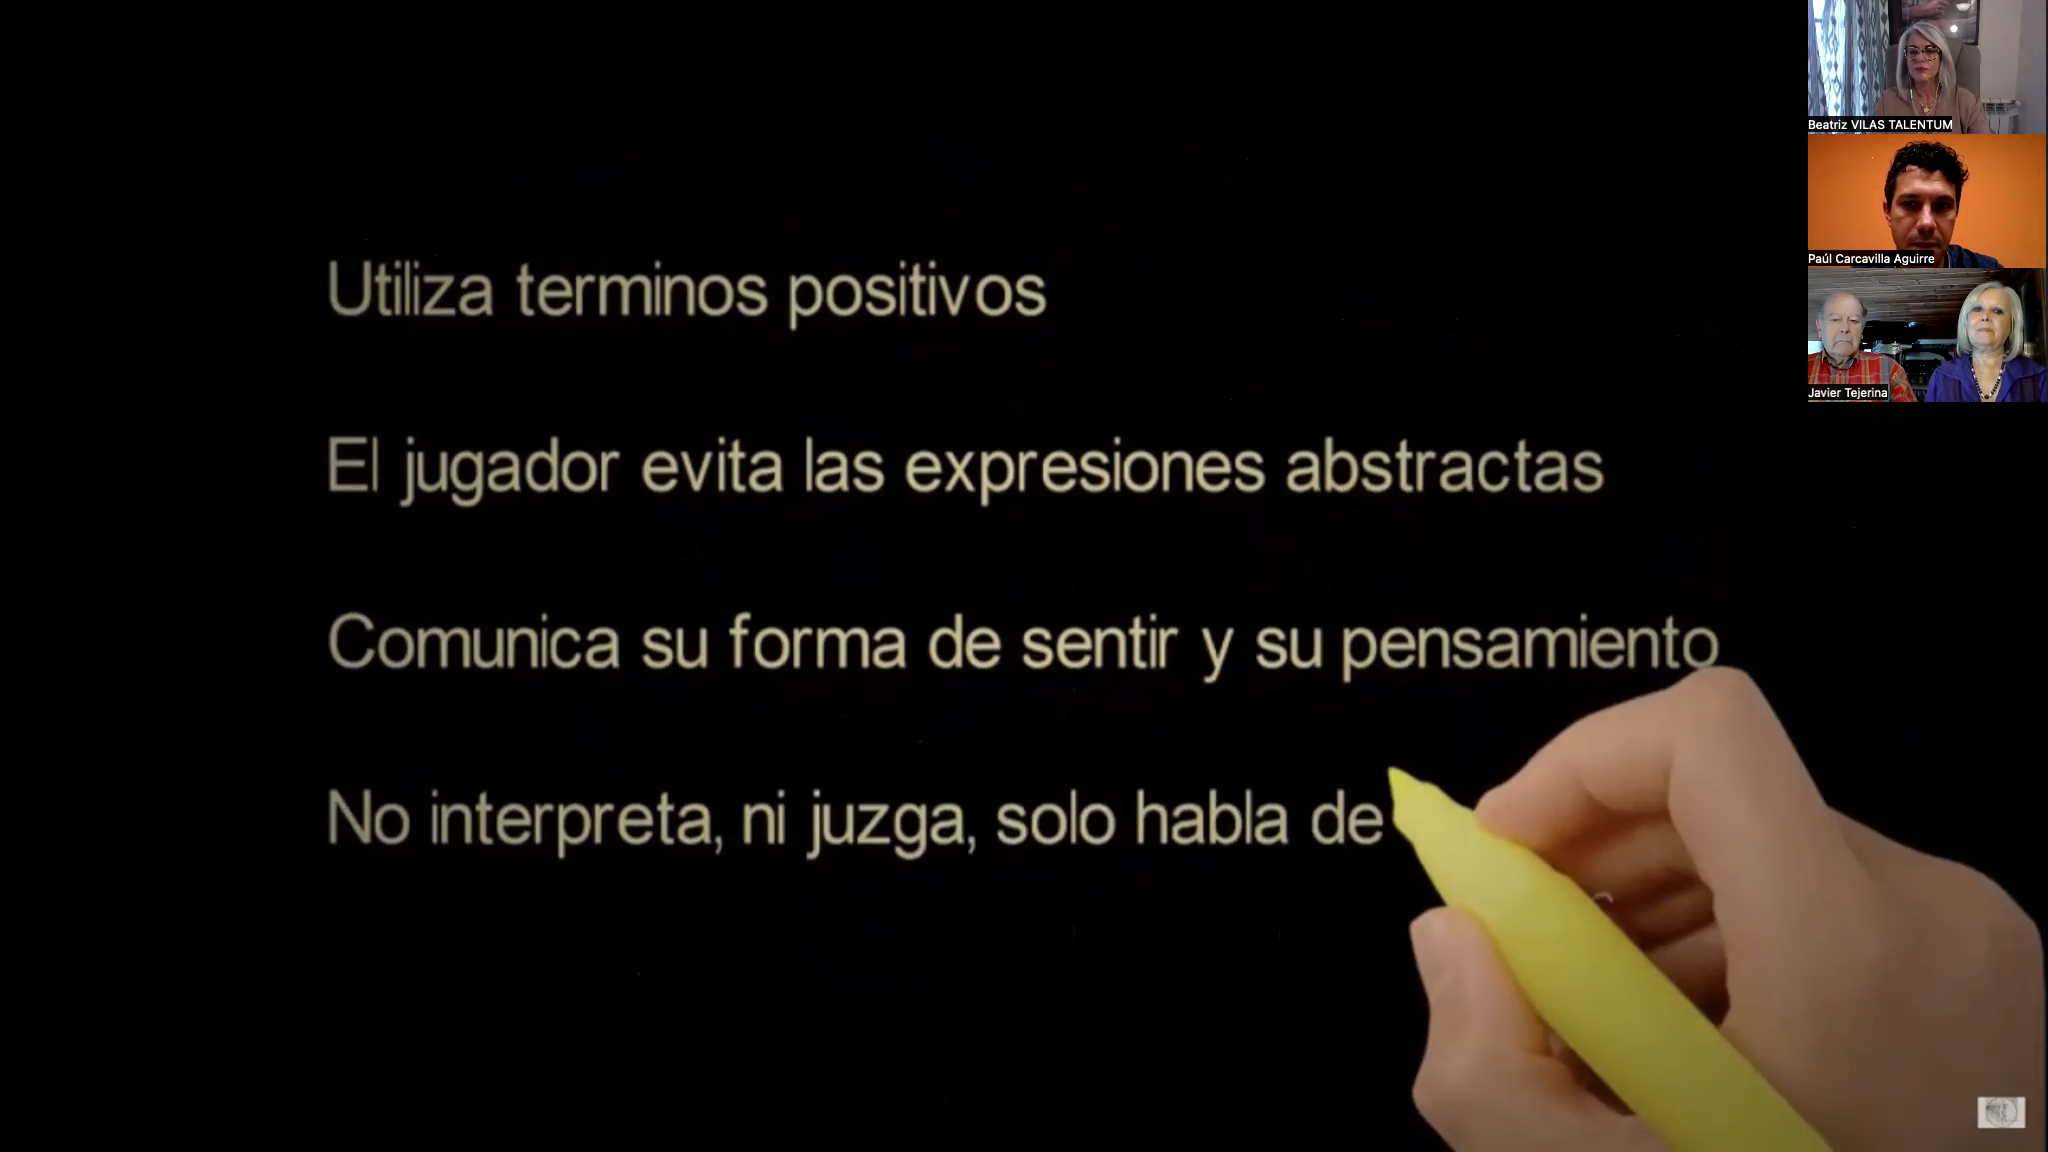 Utiliza terminos positivos
El jugador evita las expresiones abstractas
Comunica su forma de sentir y su pensamiento
No interpreta, ni juzga, solo habla de
Beatriz VILAS TALENTUM
Paúl Carcavilla Aguirre
Javier Tejerina